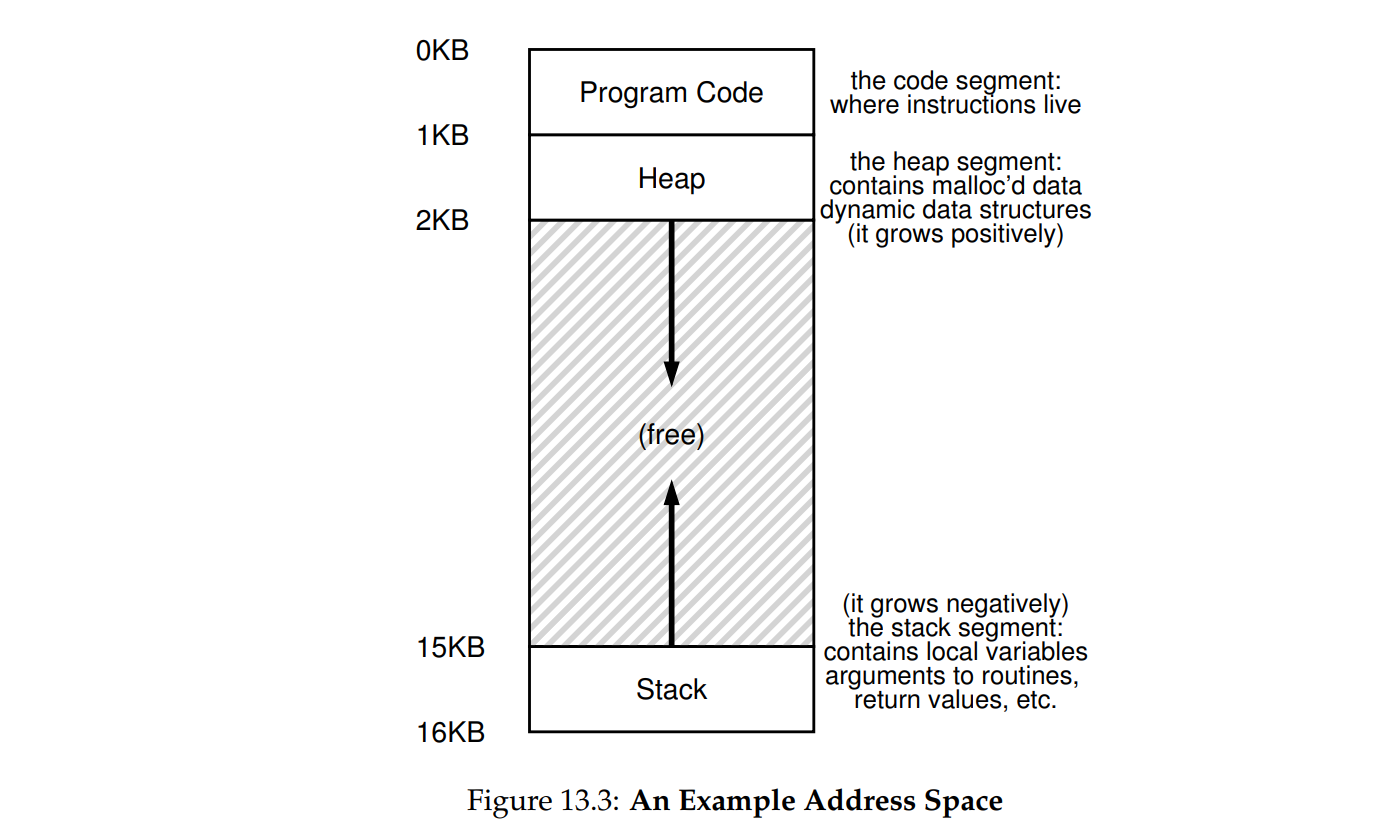 0KB
Program Code
the code segment:
where instructions live
1KB
Heap
the heap segment:
contains malloc’d data
dynamic data structures
(it grows positively)
2KB
(free)
(it grows negatively)
the stack segment:
contains local variables
arguments to routines,
return values, etc.
15KB
Stack
16KB
Figure 13.3: An Example Address Space